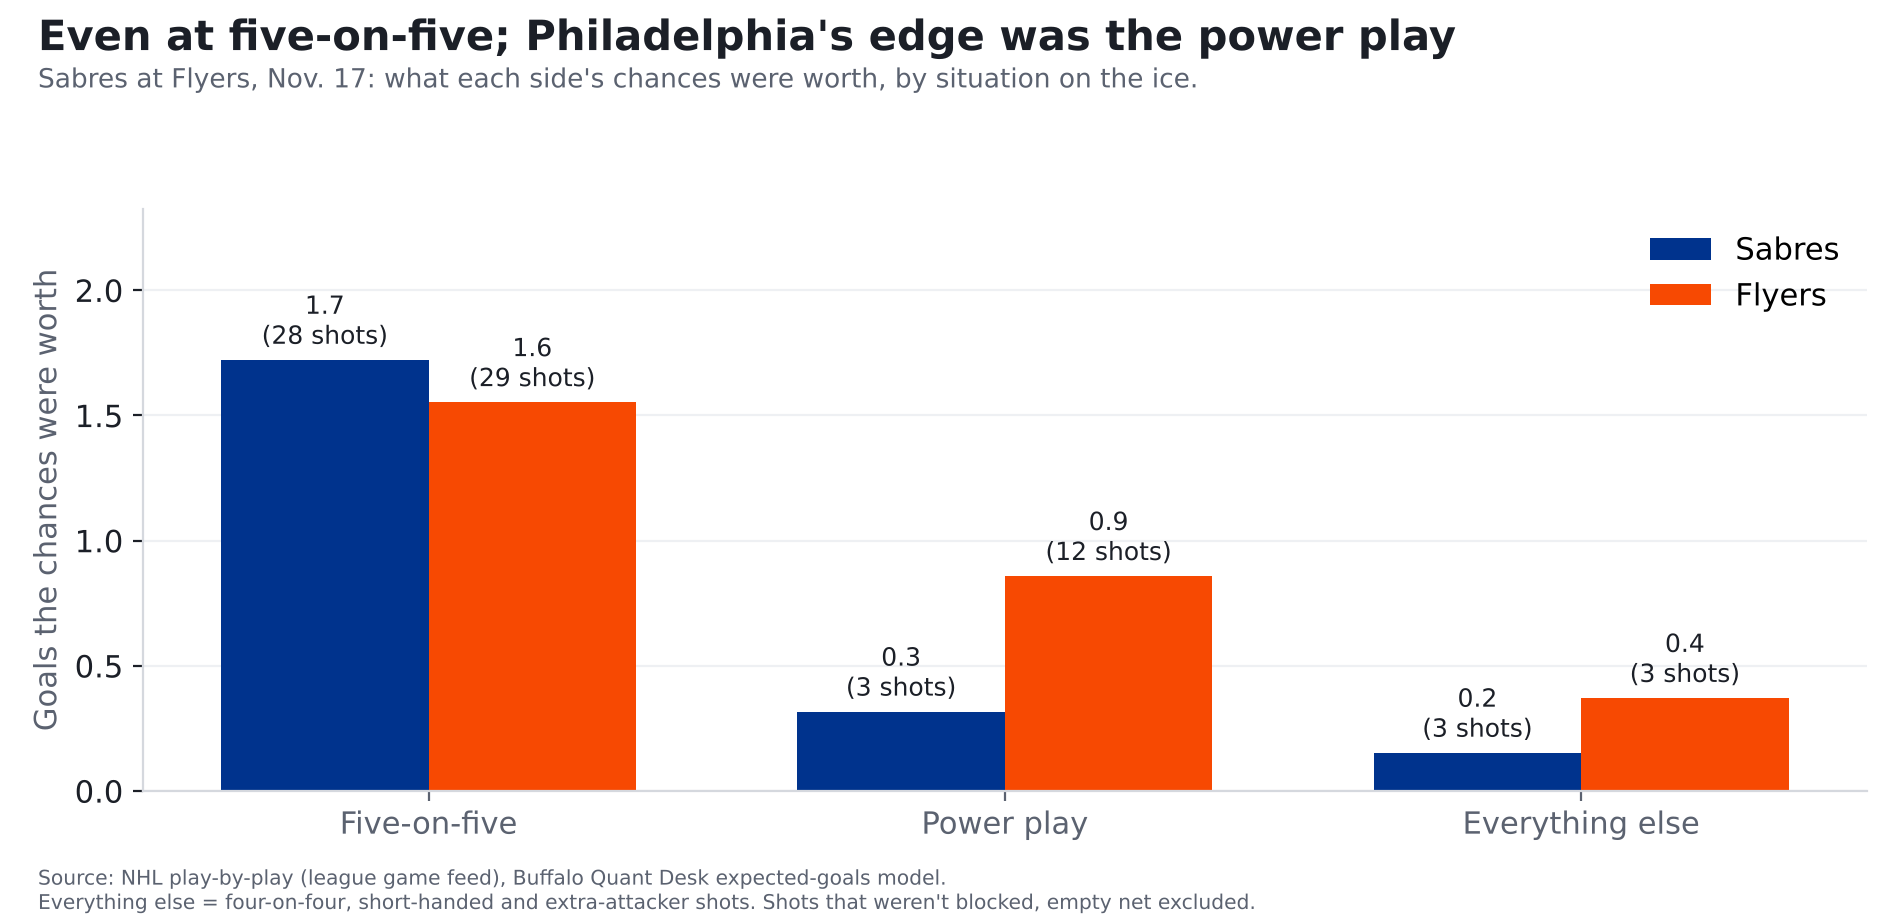 Even at five-on-five; Philadelphia's edge was the power play
Sabres at Flyers, Nov. 17: what each side's chances were worth, by situation on the ice.
Sabres
Flyers
Goals the chances were worth
2.0
1.5
1.0
0.5
0.0
1.7
(28 shots)
1.6
(29 shots)
0.3
(3 shots)
0.9
(12 shots)
0.2
(3 shots)
0.4
(3 shots)
Five-on-five
Power play
Everything else
Source: NHL play-by-play (league game feed), Buffalo Quant Desk expected-goals model.
Everything else = four-on-four, short-handed and extra-attacker shots. Shots that weren't blocked, empty net excluded.